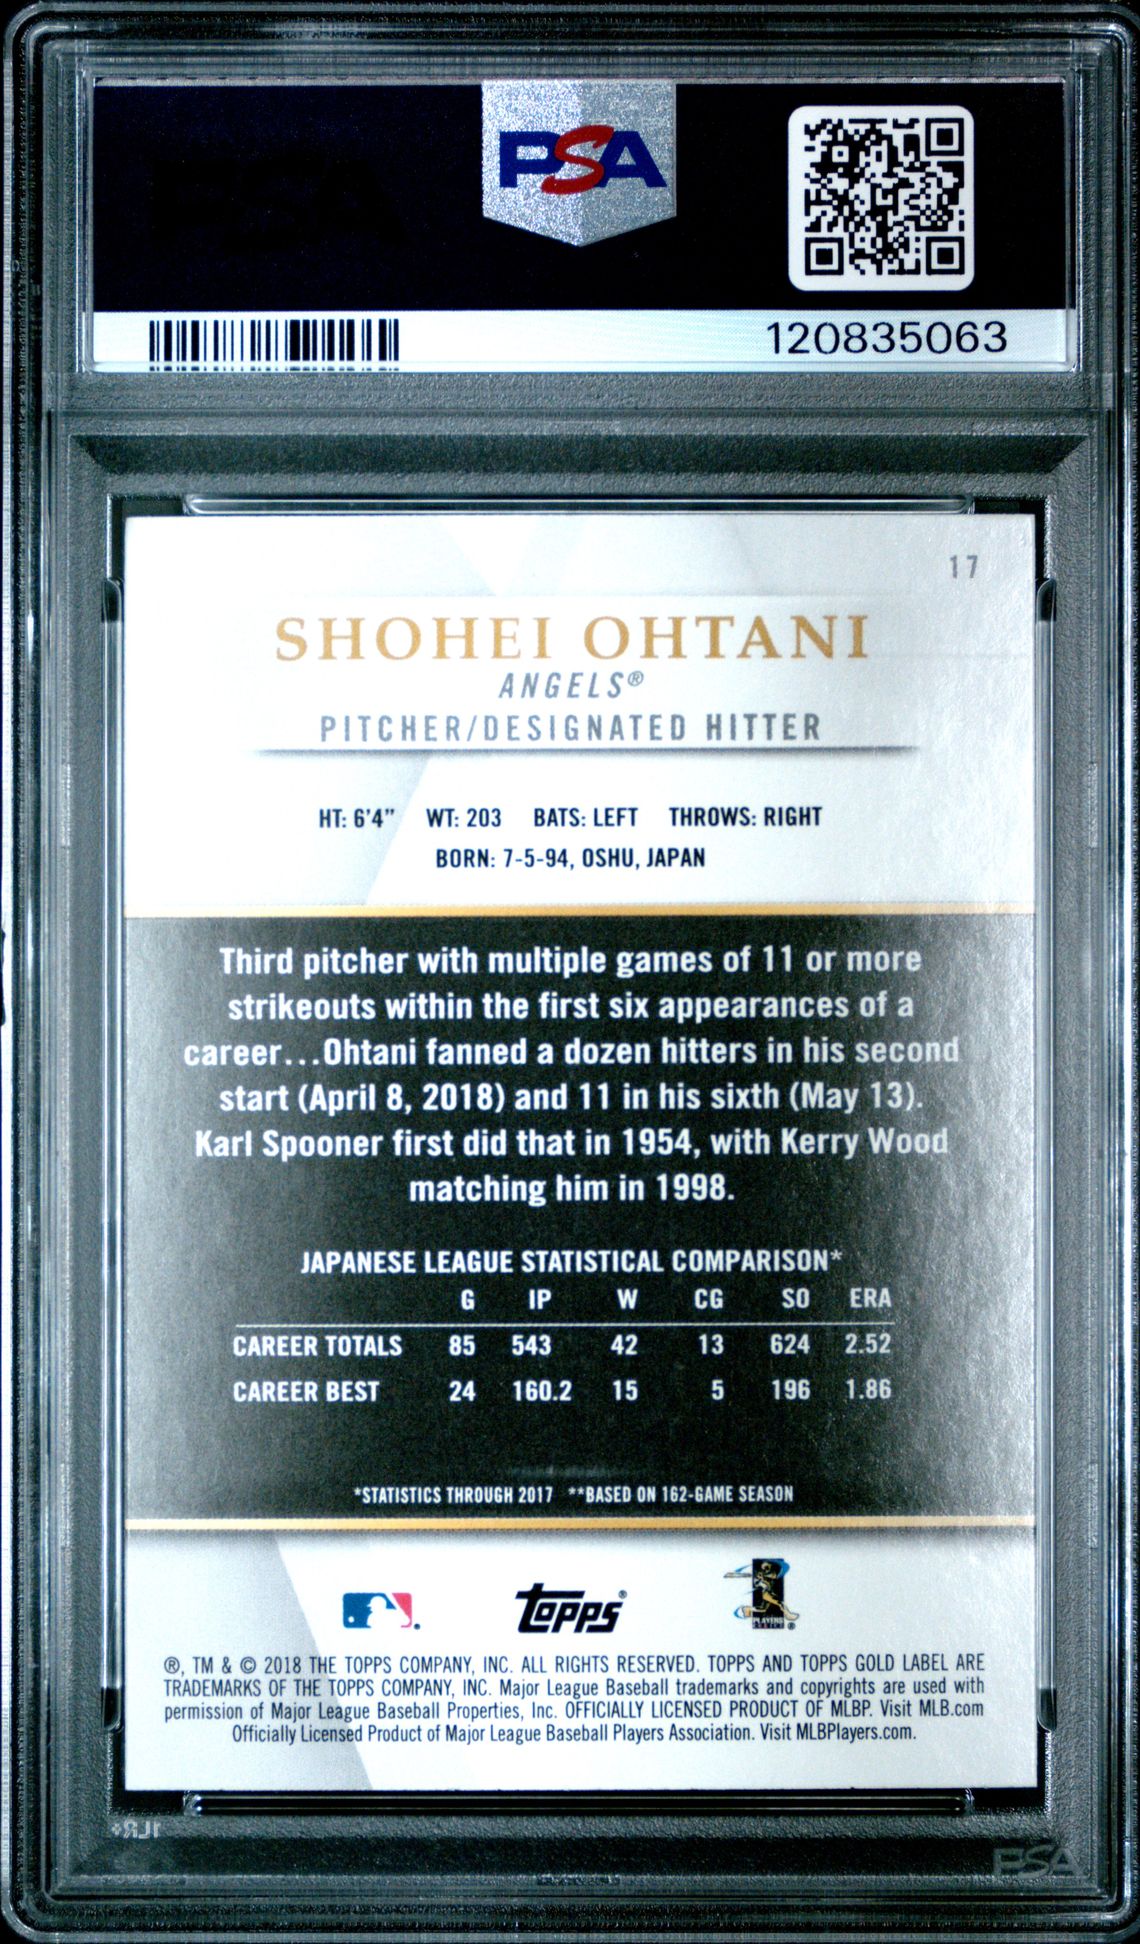 PSA
120835063
17
SHOHEI OHTANI
ANGELS®
PITCHER/DESIGNATED HITTER
HT: 6'4" WT: 203 BATS: LEFT THROWS: RIGHT
BORN: 7-5-94, OSHU, JAPAN
Third pitcher with multiple games of 11 or more
strikeouts within the first six appearances of a
career...Ohtani fanned a dozen hitters in his second
start (April 8, 2018) and 11 in his sixth (May 13).
Karl Spooner first did that in 1954, with Kerry Wood
matching him in 1998.
JAPANESE LEAGUE STATISTICAL COMPARISON*
G IP W CG SO ERA
CAREER TOTALS 85 543 42 13 624 2.52
CAREER BEST 24 160.2 15 5 196 1.86
*STATISTICS THROUGH 2017 **BASED ON 162-GAME SEASON
topps®
PLAYERS
®, TM & © 2018 THE TOPPS COMPANY, INC. ALL RIGHTS RESERVED. TOPPS AND TOPPS GOLD LABEL ARE
TRADEMARKS OF THE TOPPS COMPANY, INC. Major League Baseball trademarks and copyrights are used with
permission of Major League Baseball Properties, Inc. OFFICIALLY LICENSED PRODUCT OF MLBP. Visit MLB.com
Officially Licensed Product of Major League Baseball Players Association. Visit MLBPlayers.com.
PSA